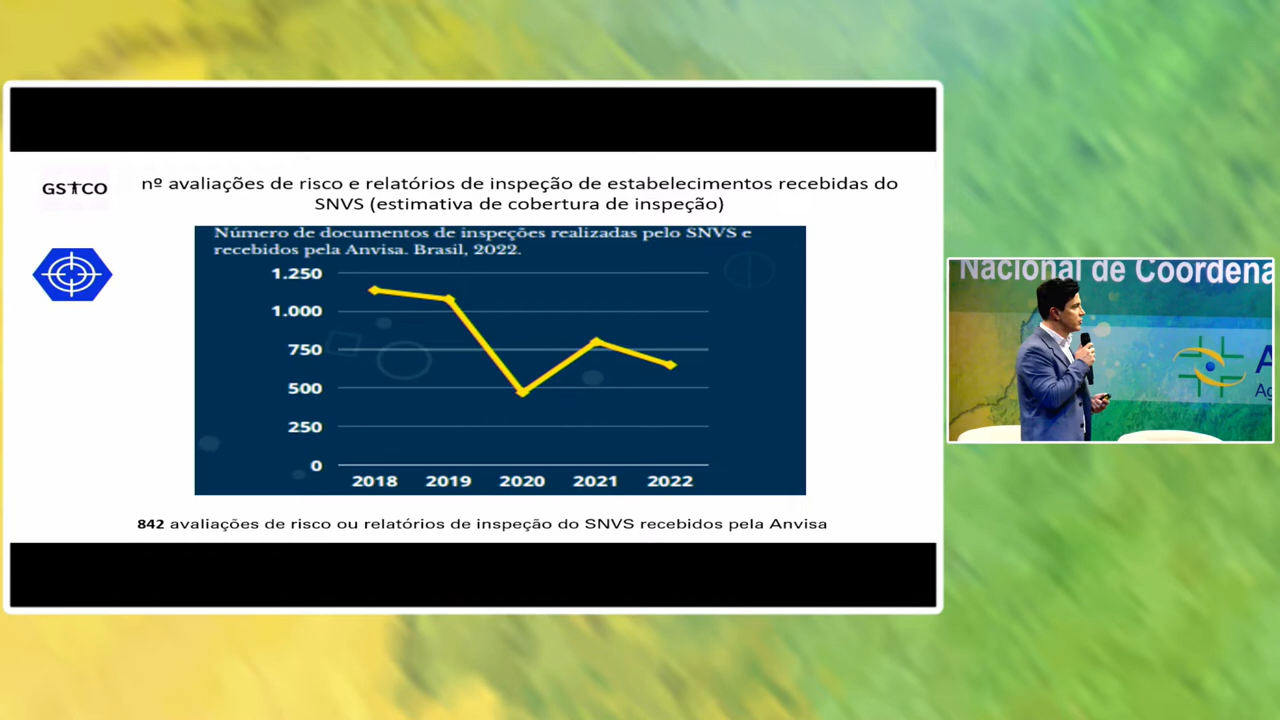 GSTCO
nº avaliações de risco e relatórios de inspeção de estabelecimentos recebidas do
SNVS (estimativa de cobertura de inspeção)
Número de documentos de inspeções realizadas pelo SNVS e
recebidos pela Anvisa. Brasil, 2022.
1.250
1.000
750
500
250
0
2018 2019 2020 2021 2022
842 avaliações de risco ou relatórios de inspeção do SNVS recebidos pela Anvisa
Nacional de Coordena
A
Ag